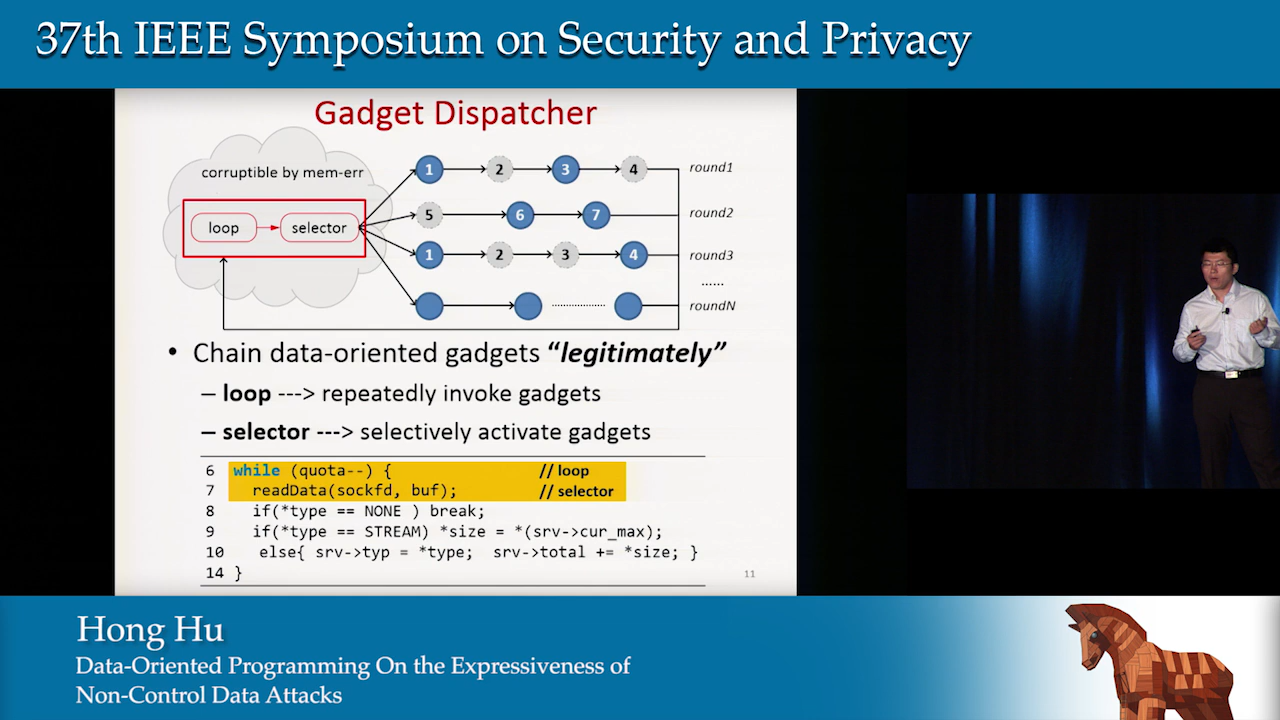 37th IEEE Symposium on Security and Privacy
Gadget Dispatcher
corruptible by mem-err
loop
selector
1 2 3 4 round1
5 6 7 round2
1 2 3 4 round3
......
roundN
• Chain data-oriented gadgets “legitimately”
– loop ---> repeatedly invoke gadgets
– selector ---> selectively activate gadgets
6 while (quota--) { // loop
7 readData(sockfd, buf); // selector
8 if(*type == NONE ) break;
9 if(*type == STREAM) *size = *(srv->cur_max);
10 else{ srv->typ = *type; srv->total += *size; }
14 }
11
Hong Hu
Data-Oriented Programming On the Expressiveness of
Non-Control Data Attacks